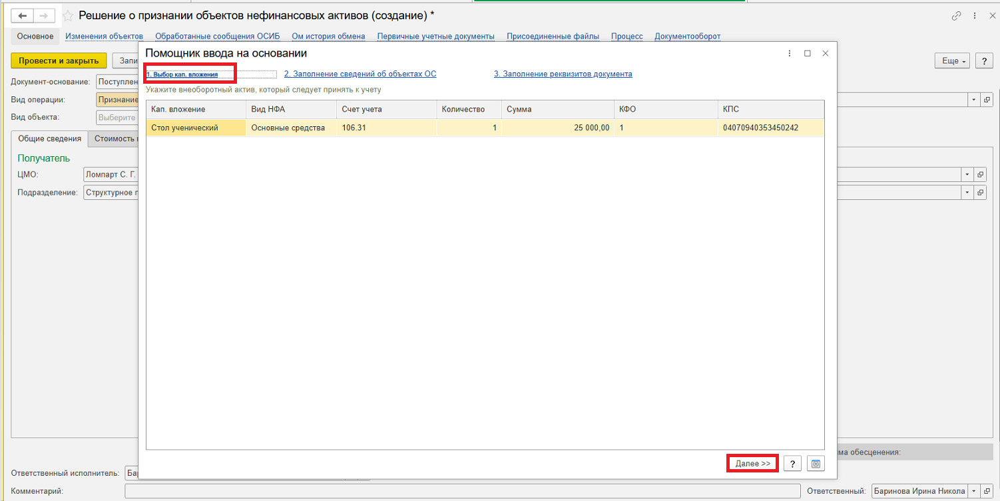 Решение о признании объектов нефинансовых активов (создание) *
Основное Изменения объектов Обработанные сообщения ОСИБ Ом история обмена Первичные учетные документы Присоединенные файлы Процесс Документооборот
Провести и закрыть Запи Еще ?
Документ-основание: Поступлен
Вид операции: Признание
Вид объекта: Выберите
Общие сведения Стоимость
Получатель
ЦМО: Ломпарт С. Г.
Подразделение: Структурное п
Помощник ввода на основании
1. Выбор кап. вложения 2. Заполнение сведений об объектах ОС 3. Заполнение реквизитов документа
Укажите внеоборотный актив, который следует принять к учету
Кап. вложение Вид НФА Счет учета Количество Сумма КФО КПС
Стол ученический Основные средства 106.31 1 25 000,00 1 04070940353450242
Далее >> ?
ма обесценения:
Ответственный исполнитель: Бар
Комментарий: Ответственный: Баринова Ирина Никола